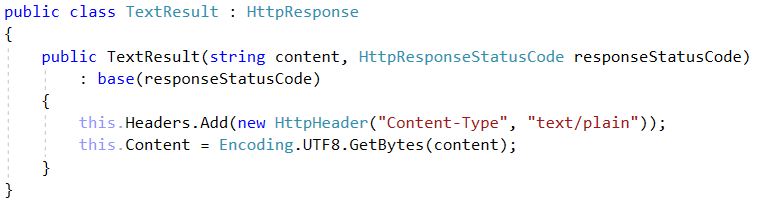 public class TextResult : HttpResponse
{
    public TextResult(string content, HttpResponseStatusCode responseStatusCode)
        : base(responseStatusCode)
    {
        this.Headers.Add(new HttpHeader("Content-Type", "text/plain"));
        this.Content = Encoding.UTF8.GetBytes(content);
    }
}